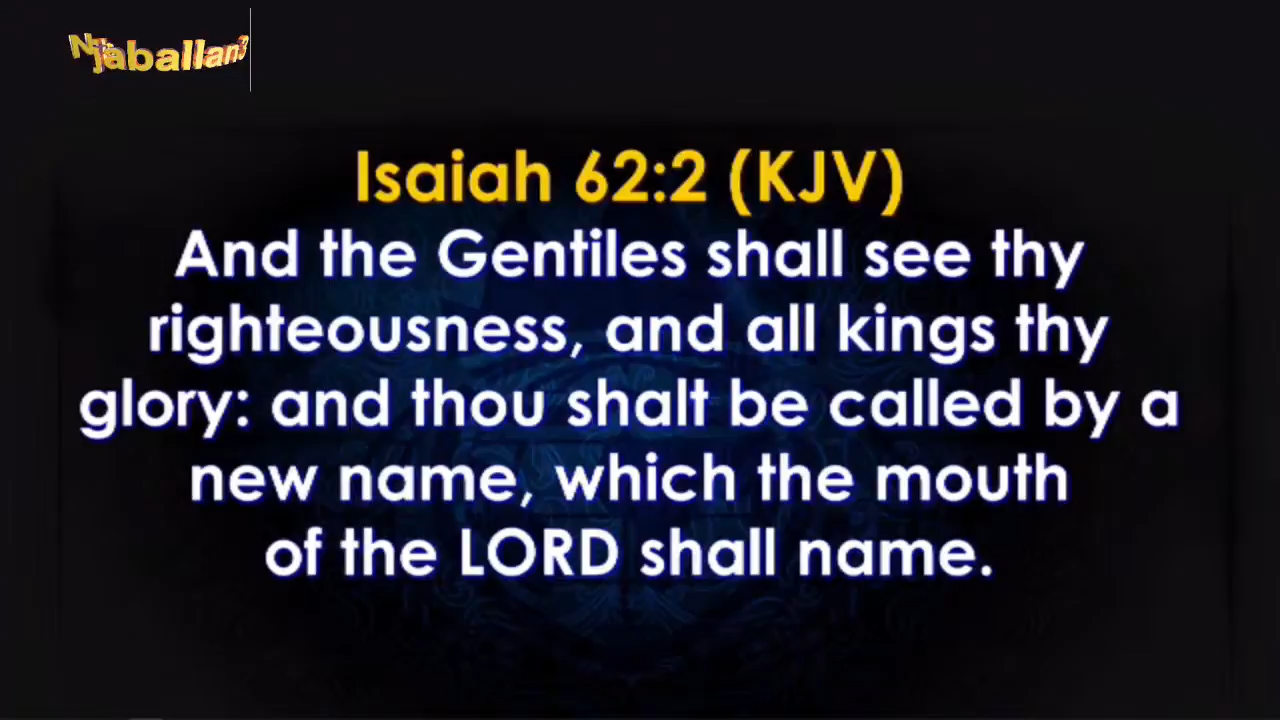 Isaiah 62:2 (KJV)
And the Gentiles shall see thy
righteousness, and all kings thy
glory: and thou shalt be called by a
new name, which the mouth
of the LORD shall name.